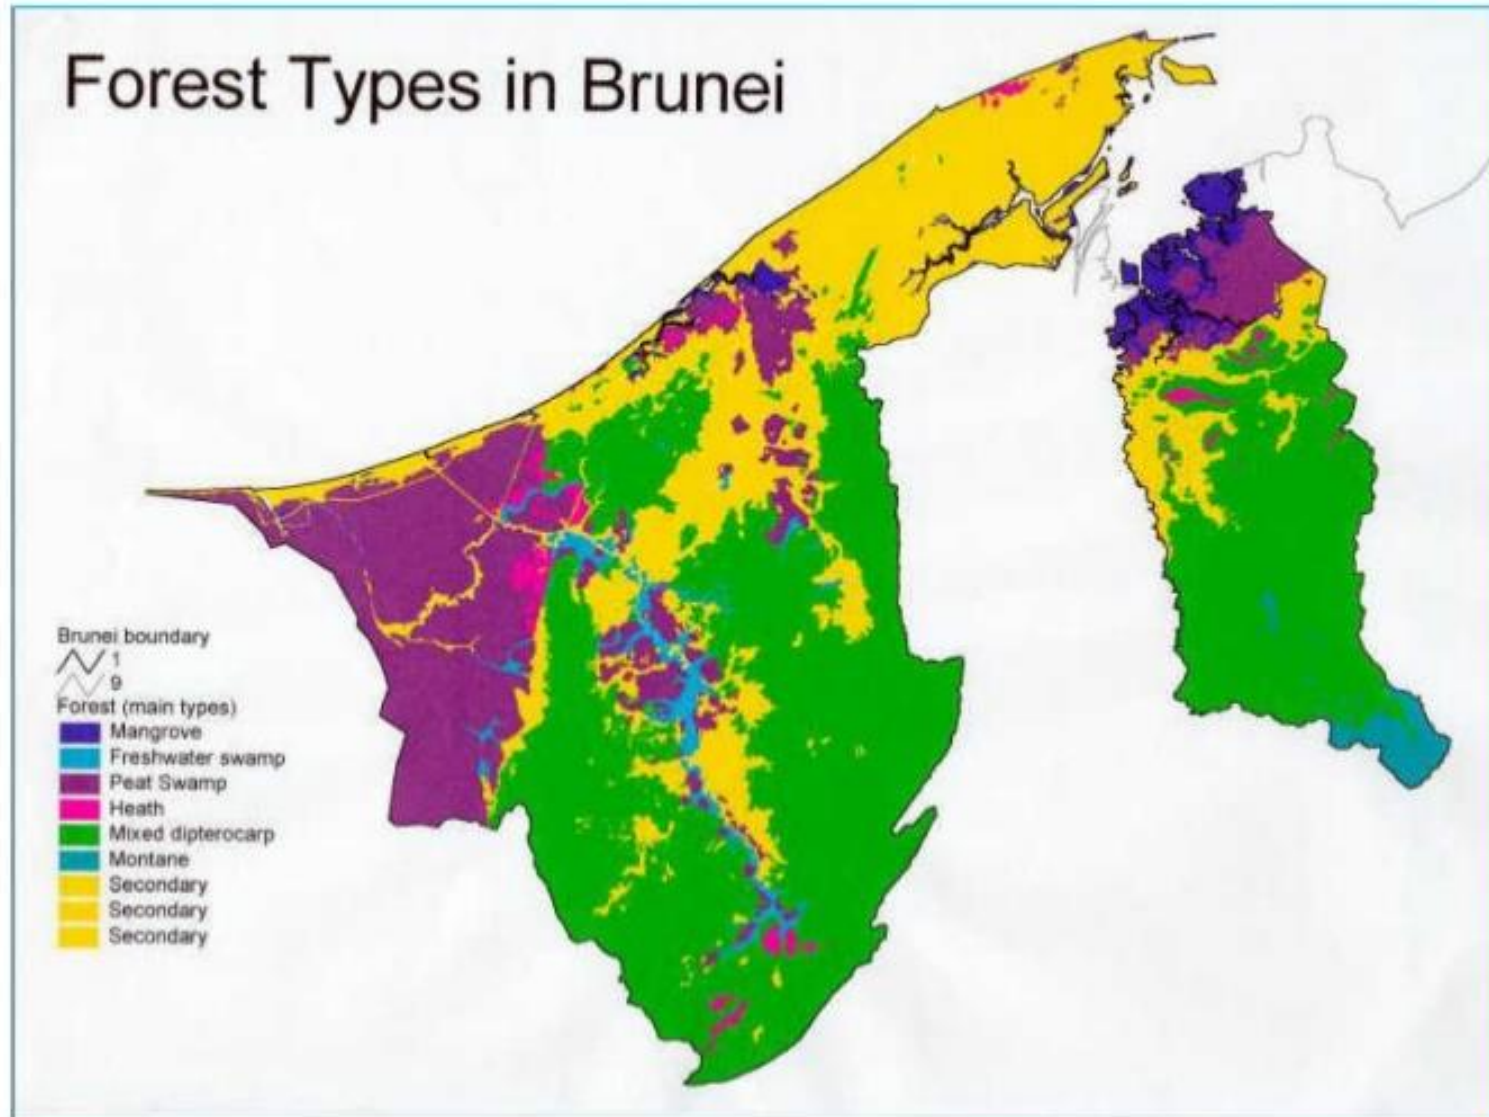 Forest Types in Brunei
Brunei boundary
1
9
Forest (main types)
Mangrove
Freshwater swamp
Peat Swamp
Heath
Mixed dipterocarp
Montane
Secondary
Secondary
Secondary